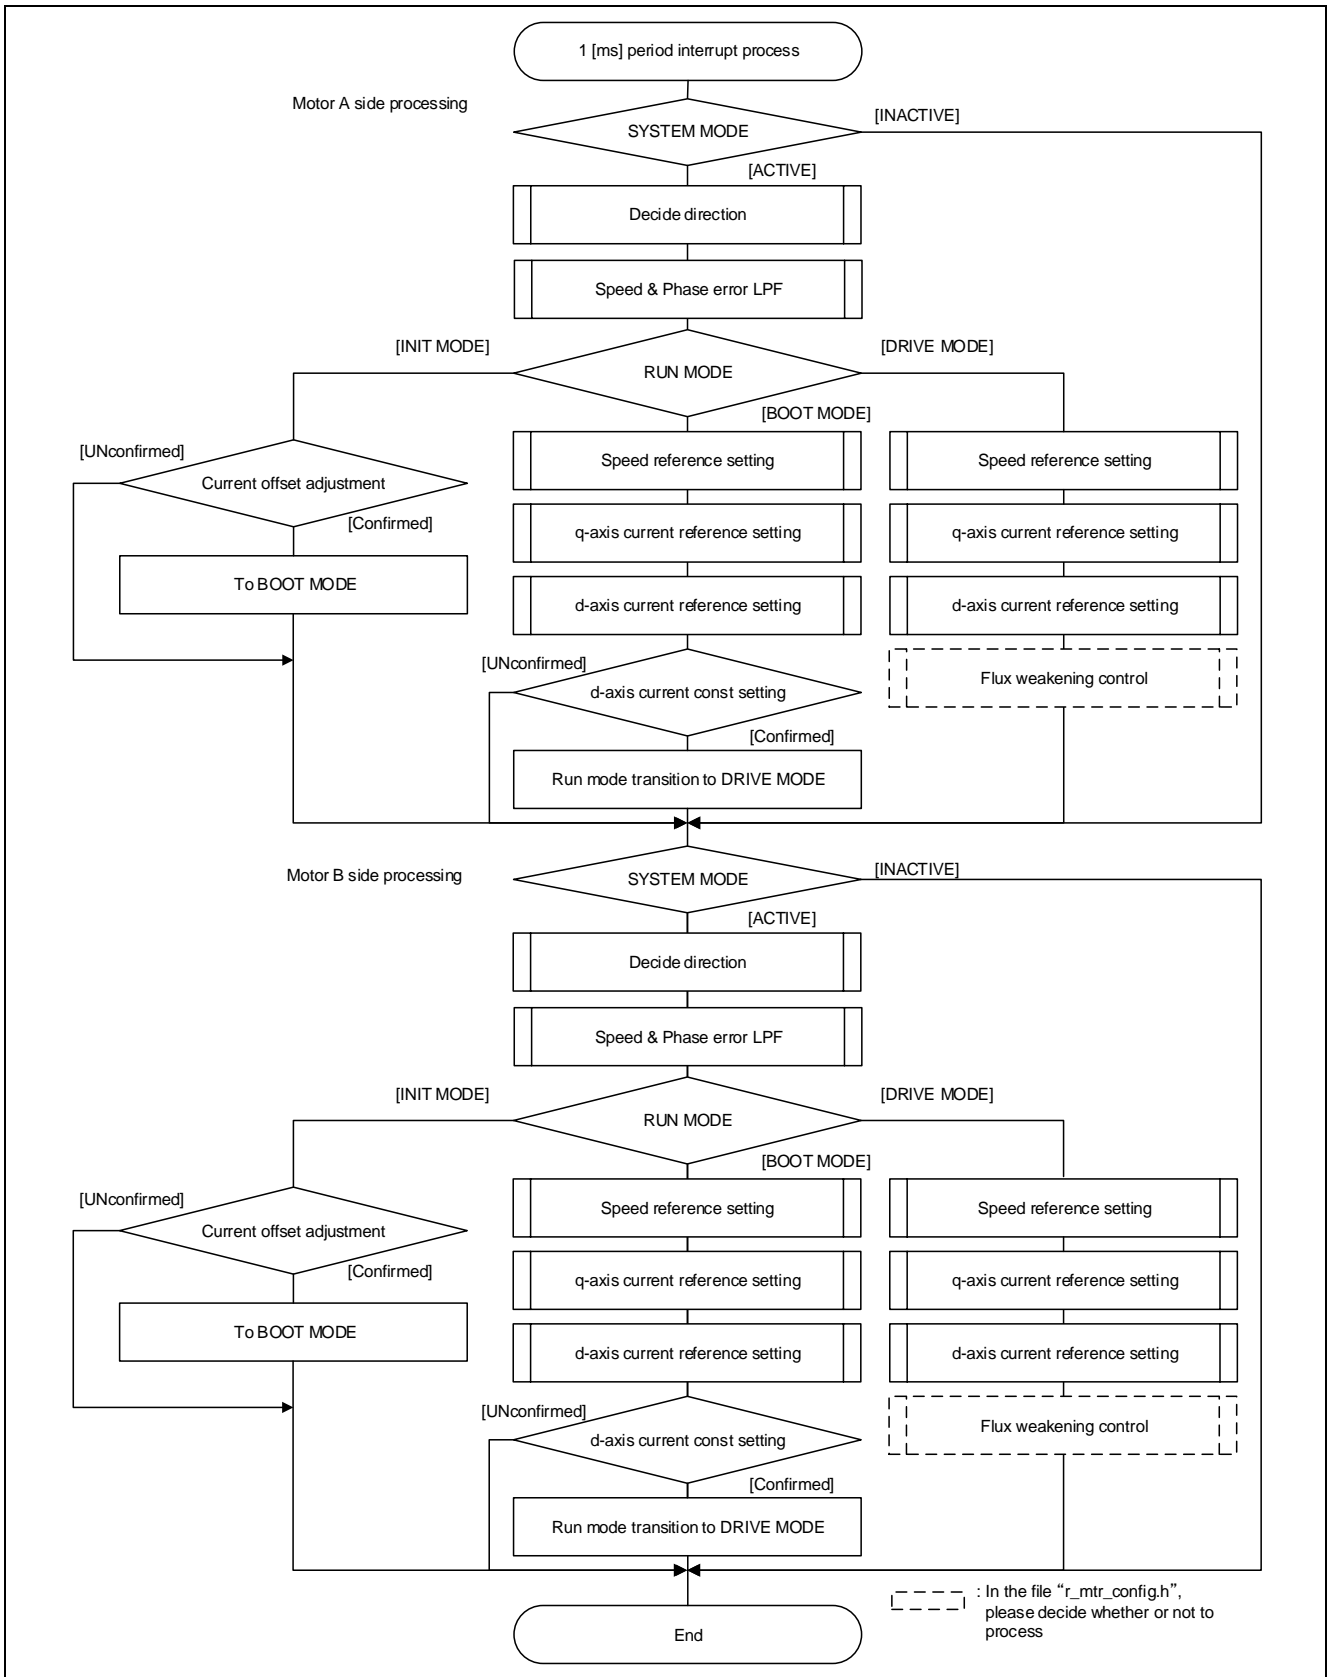 1 [ms] period interrupt process
Motor A side processing
SYSTEM MODE
[INACTIVE]
[ACTIVE]
Decide direction
Speed & Phase error LPF
[INIT MODE]
RUN MODE
[DRIVE MODE]
[BOOT MODE]
[UNconfirmed]
Current offset adjustment
[Confirmed]
To BOOT MODE
Speed reference setting
q-axis current reference setting
d-axis current reference setting
[UNconfirmed]
d-axis current const setting
[Confirmed]
Run mode transition to DRIVE MODE
Speed reference setting
q-axis current reference setting
d-axis current reference setting
Flux weakening control
Motor B side processing
SYSTEM MODE
[INACTIVE]
[ACTIVE]
Decide direction
Speed & Phase error LPF
[INIT MODE]
RUN MODE
[DRIVE MODE]
[BOOT MODE]
[UNconfirmed]
Current offset adjustment
[Confirmed]
To BOOT MODE
Speed reference setting
q-axis current reference setting
d-axis current reference setting
[UNconfirmed]
d-axis current const setting
[Confirmed]
Run mode transition to DRIVE MODE
Speed reference setting
q-axis current reference setting
d-axis current reference setting
Flux weakening control
: In the file “r_mtr_config.h”,
please decide whether or not to
process
End